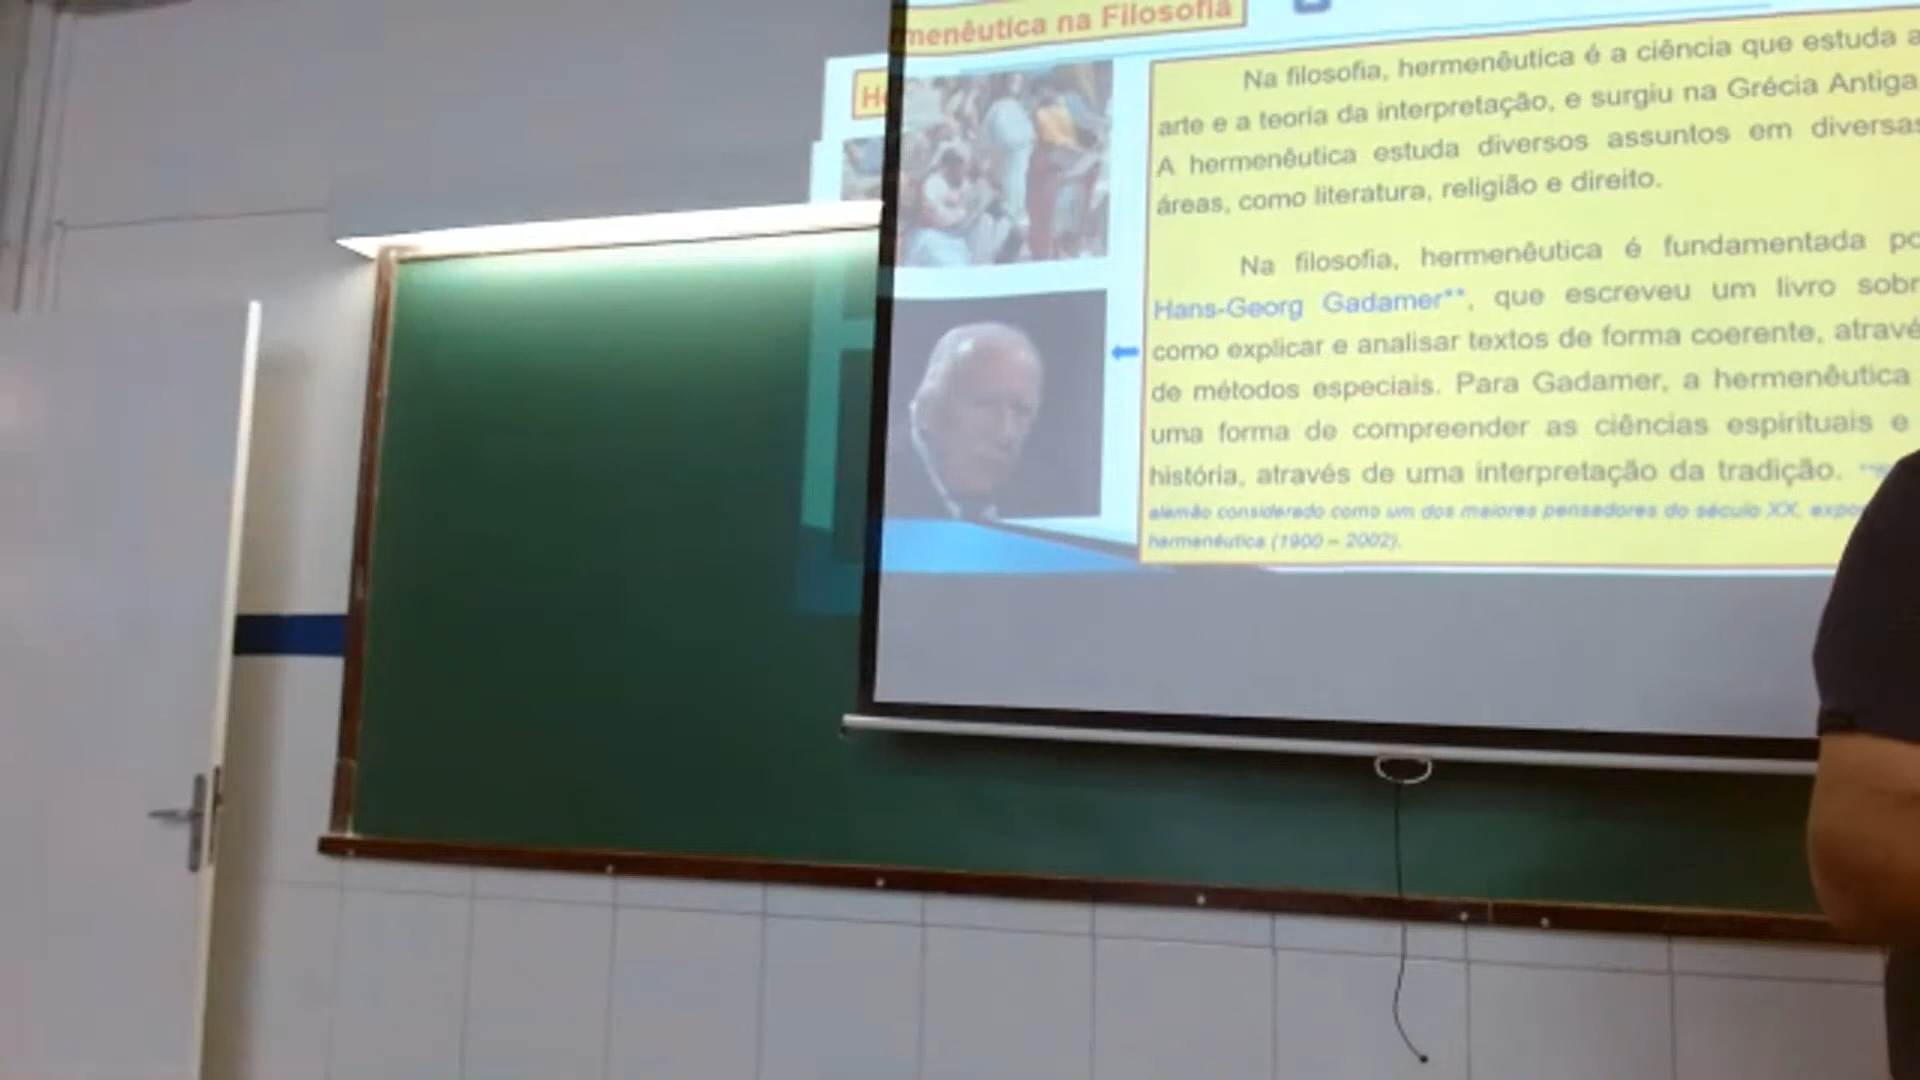 menêutica na Filosofia
He
Na filosofia, hermenêutica é a ciência que estuda a
arte e a teoria da interpretação, e surgiu na Grécia Antiga.
A hermenêutica estuda diversos assuntos em diversas
áreas, como literatura, religião e direito.
Na filosofia, hermenêutica é fundamentada po
Hans-Georg Gadamer**, que escreveu um livro sobr
como explicar e analisar textos de forma coerente, atravé
de métodos especiais. Para Gadamer, a hermenêutica
uma forma de compreender as ciências espirituais e
história, através de uma interpretação da tradição.
alemão considerado como um dos maiores pensadores do século XX, expo
hermenêutica (1900 – 2002).